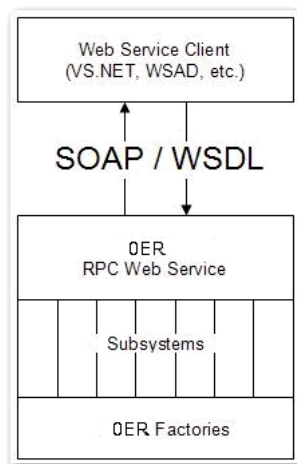 Web Service Client
(VS.NET, WSAD, etc.)
SOAP / WSDL
OER
RPC Web Service
Subsystems
OER Factories